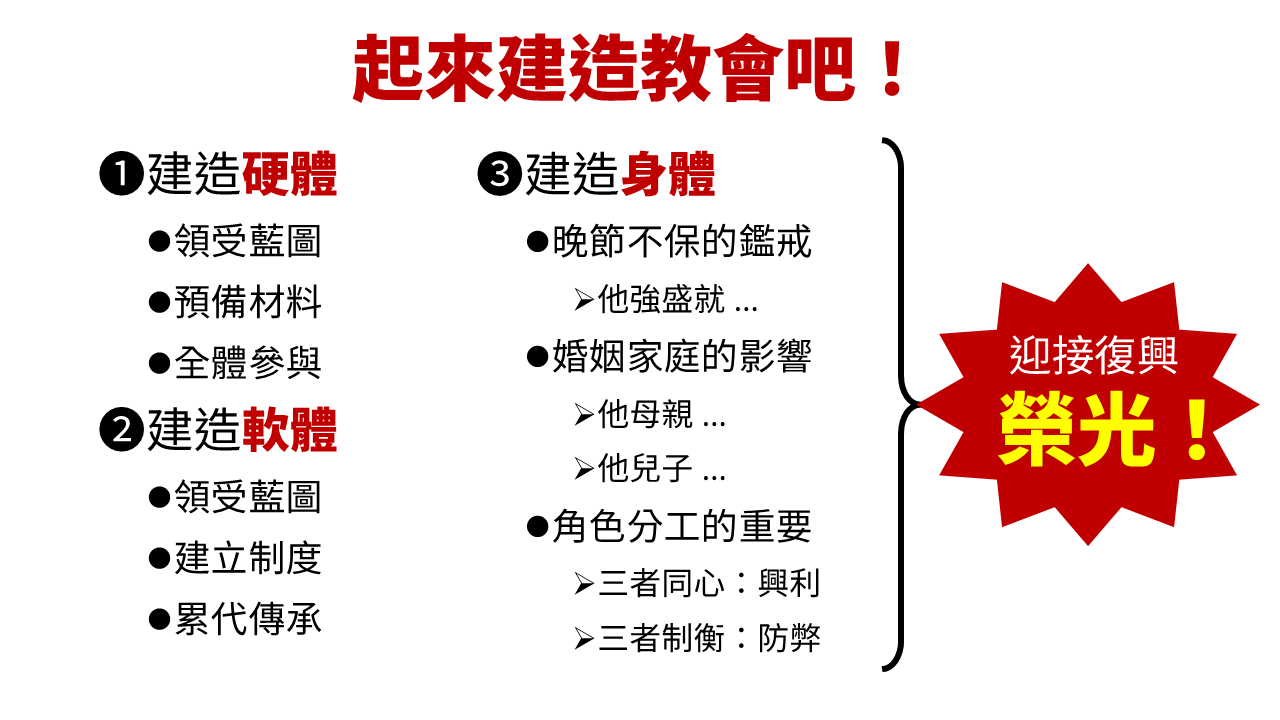 起來建造教會吧！
❶建造硬體
●領受藍圖
●預備材料
●全體參與
❷建造軟體
●領受藍圖
●建立制度
●累代傳承
❸建造身體
●晚節不保的鑑戒
➢他強盛就 ...
●婚姻家庭的影響
➢他母親 ...
➢他兒子 ...
●角色分工的重要
➢三者同心：興利
➢三者制衡：防弊
迎接復興
榮光！